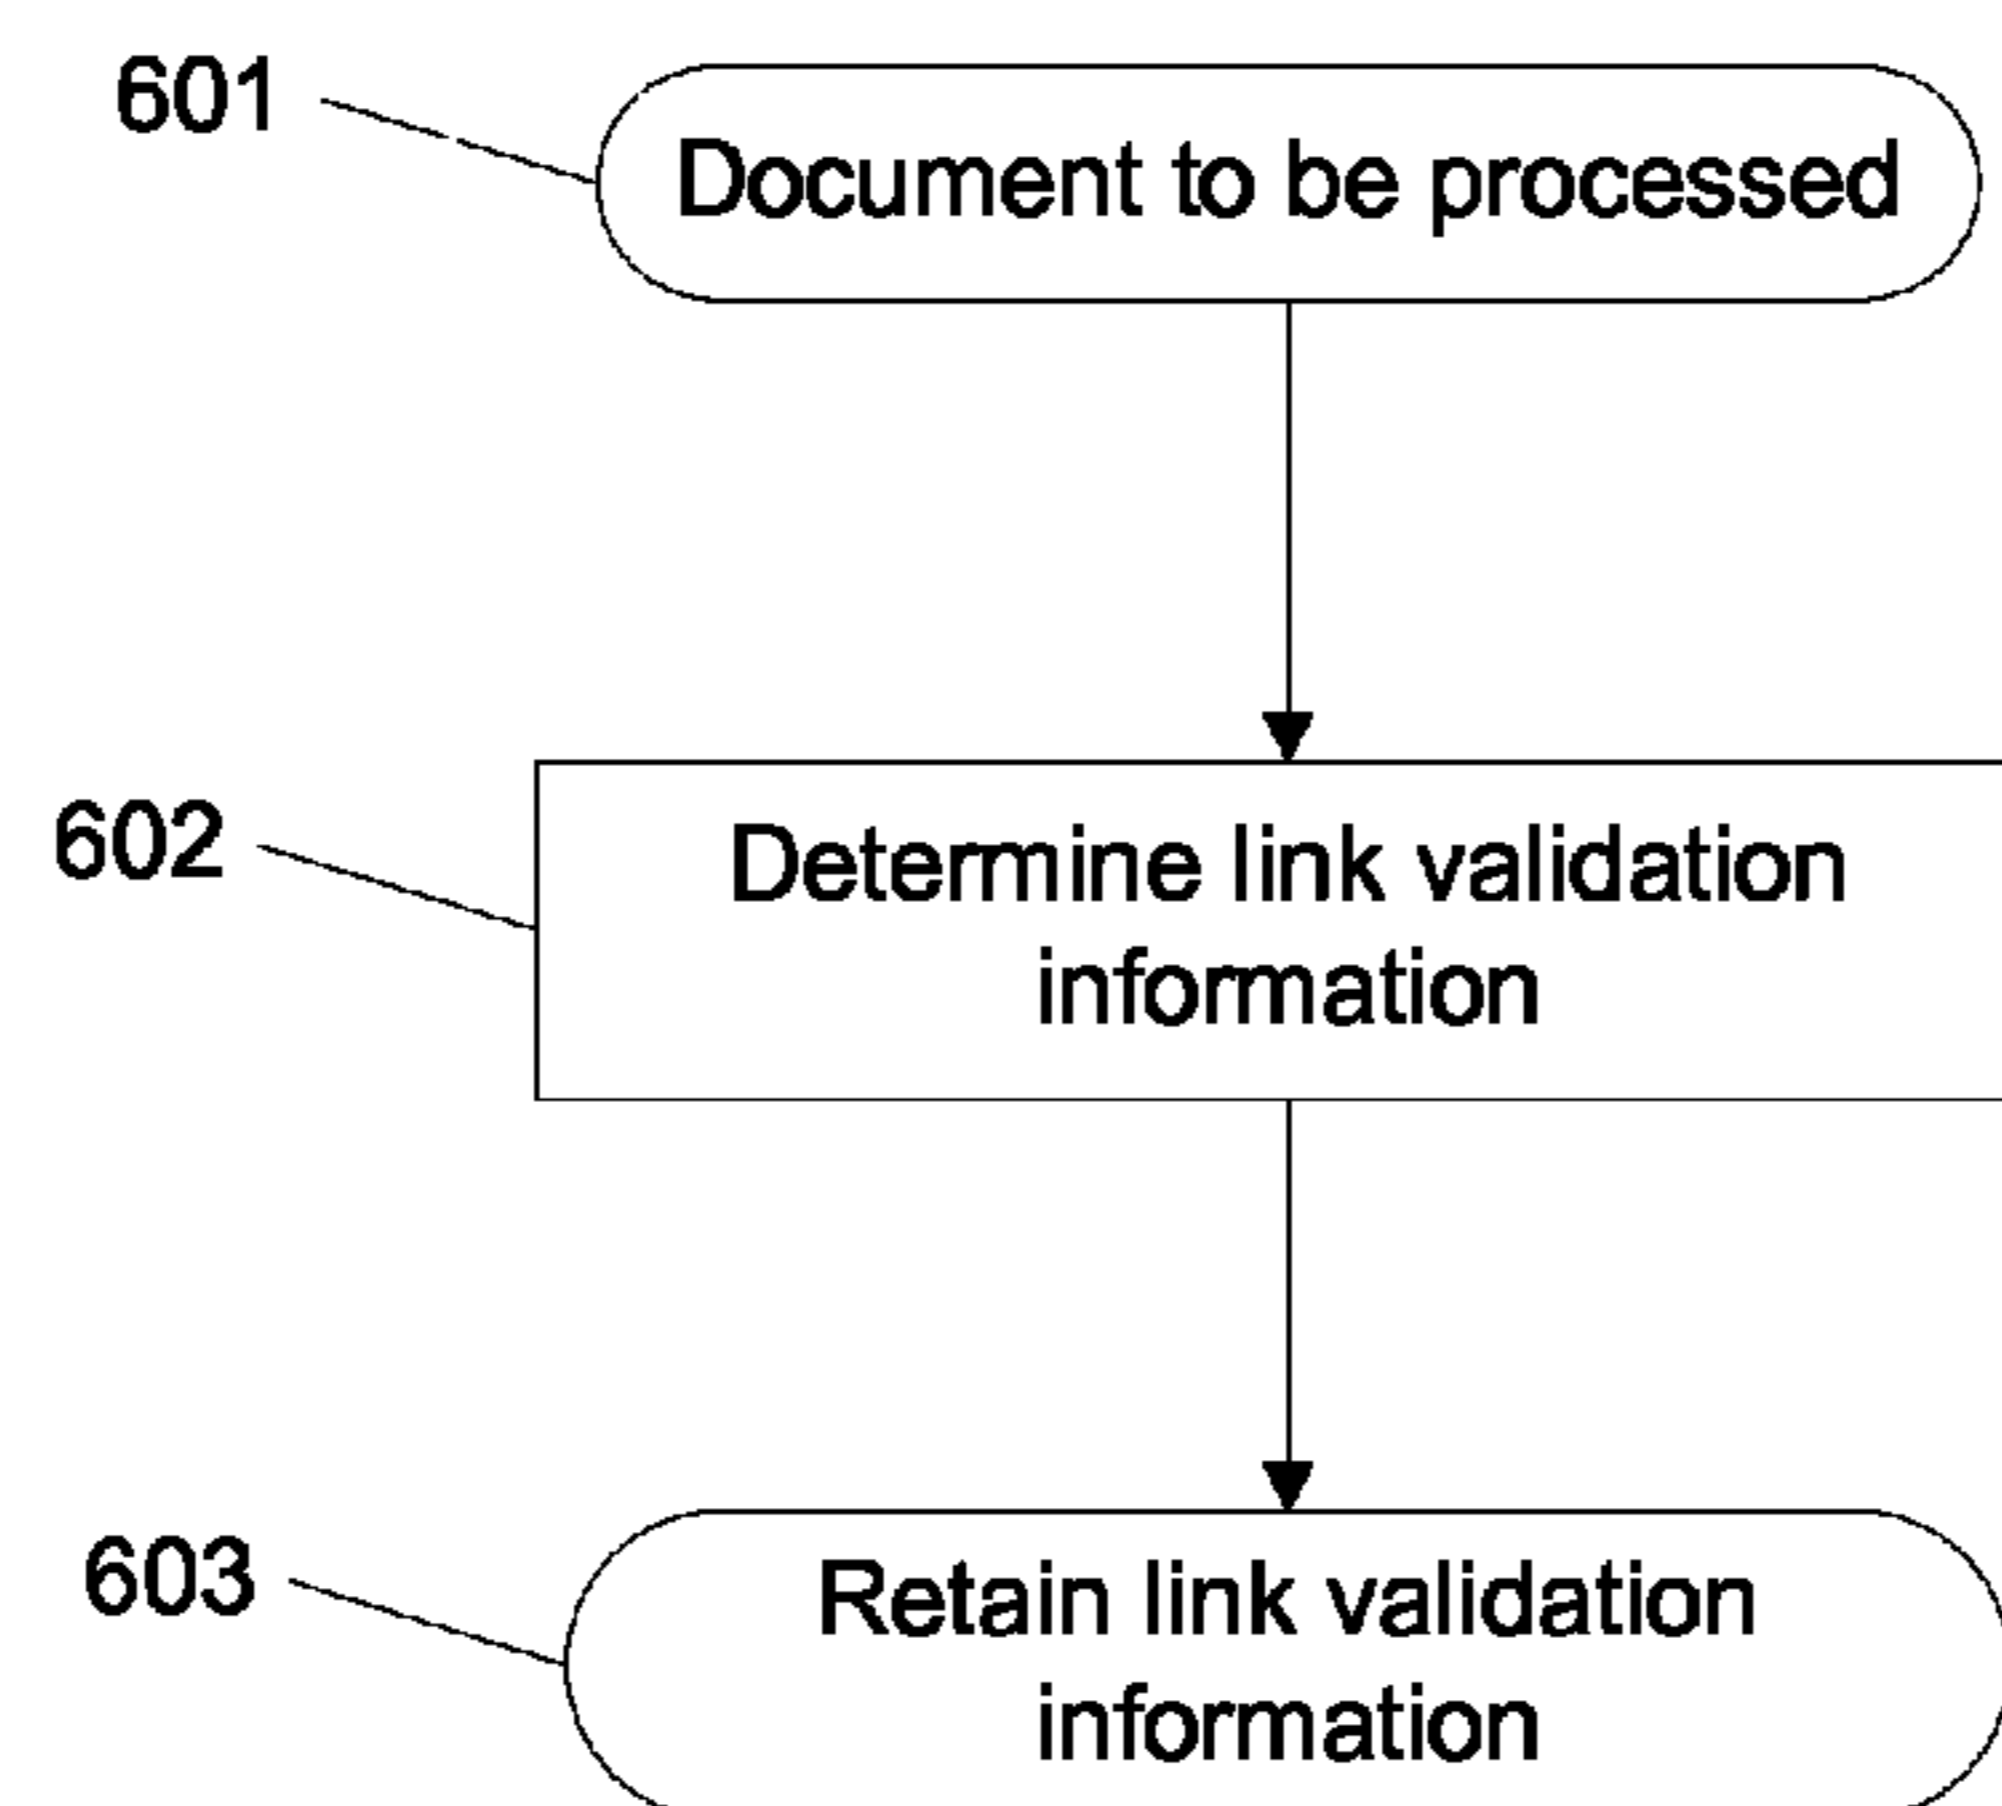 601
Document to be processed
602
Determine link validation
information
603
Retain link validation
information